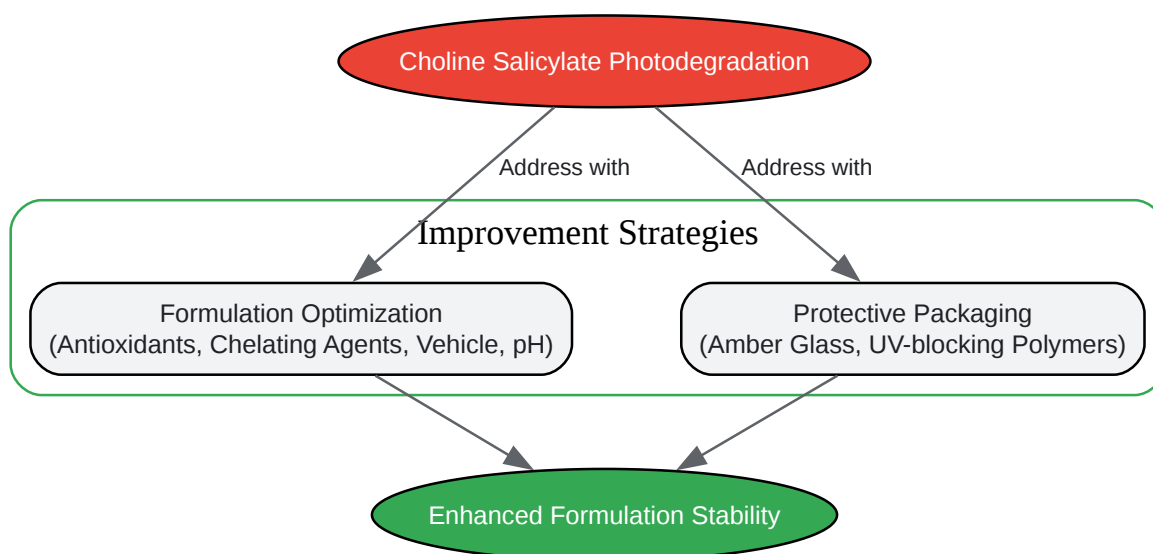 Choline Salicylate Photodegradation
Address with
Address with
Improvement Strategies
Formulation Optimization
(Antioxidants, Chelating Agents, Vehicle, pH)
Protective Packaging
(Amber Glass, UV-blocking Polymers)
Enhanced Formulation Stability